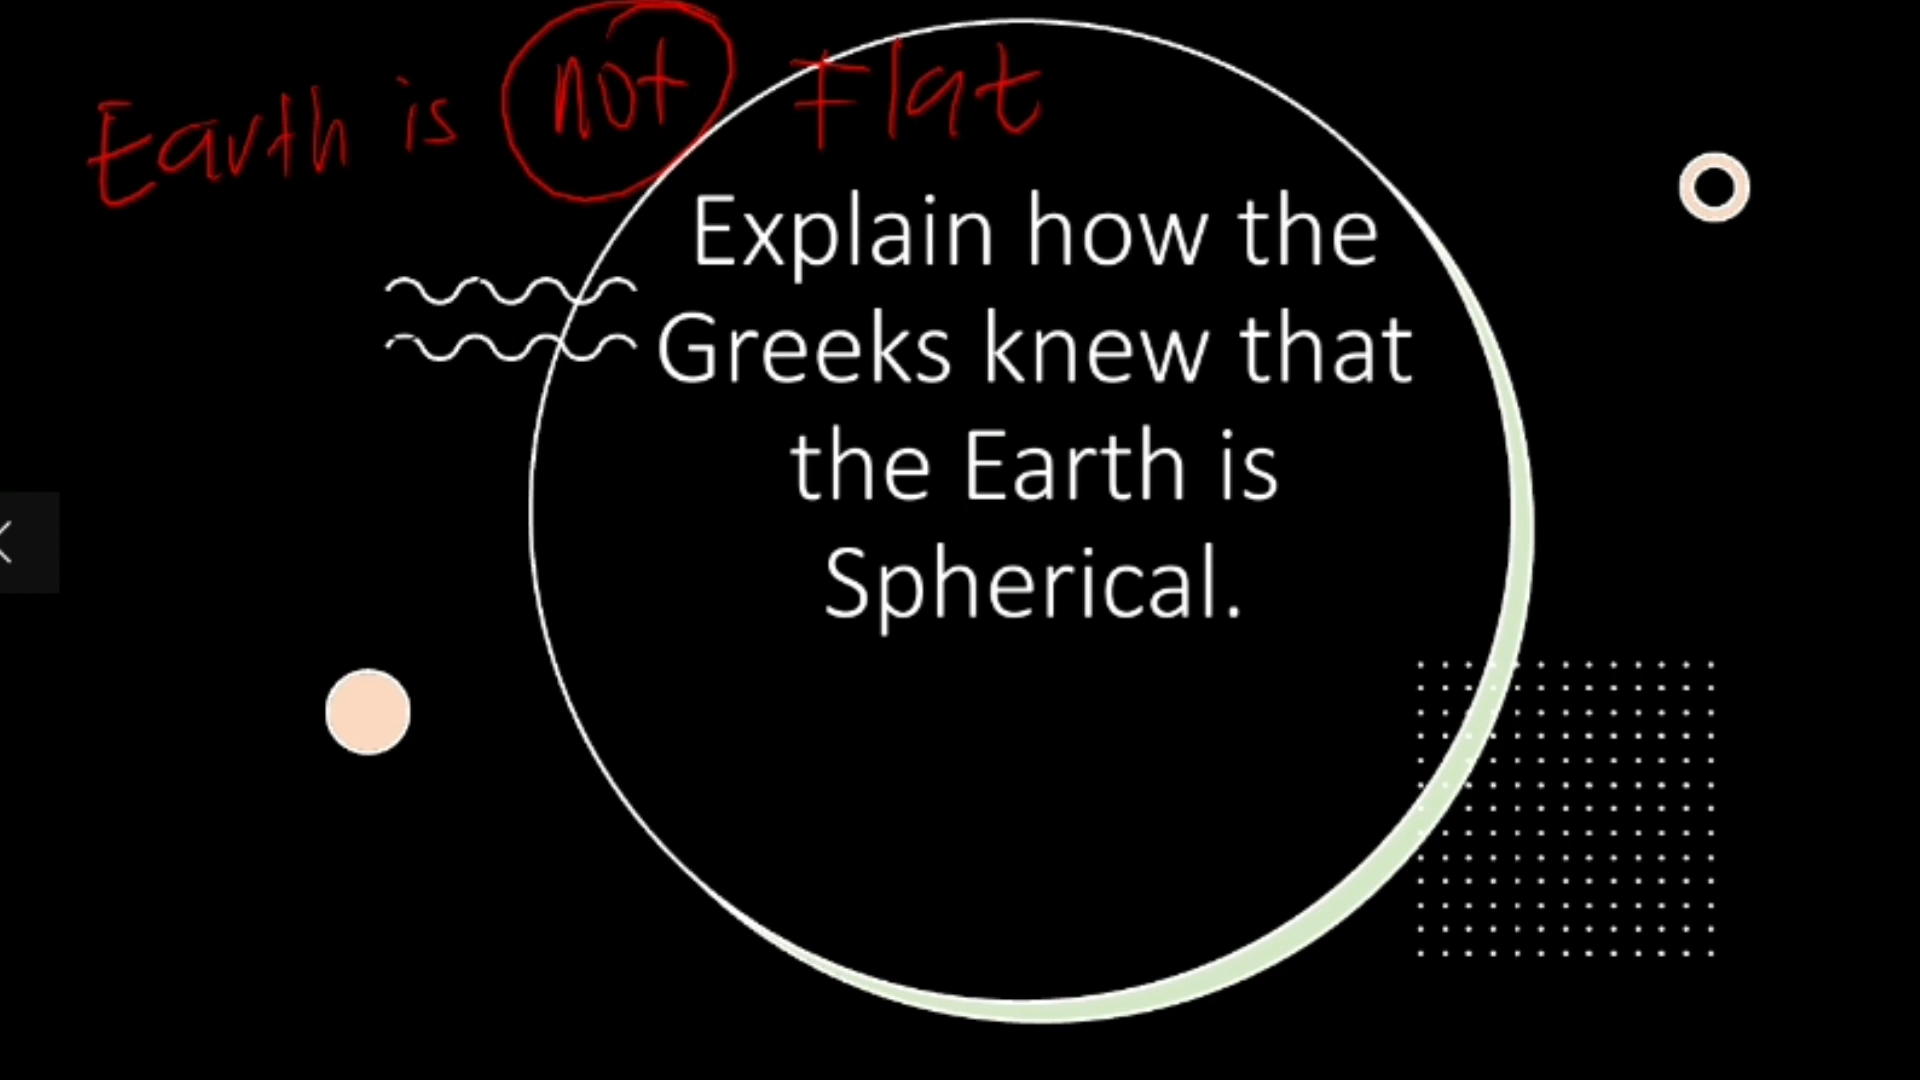 Earth is not Flat
Explain how the
Greeks knew that
the Earth is
Spherical.